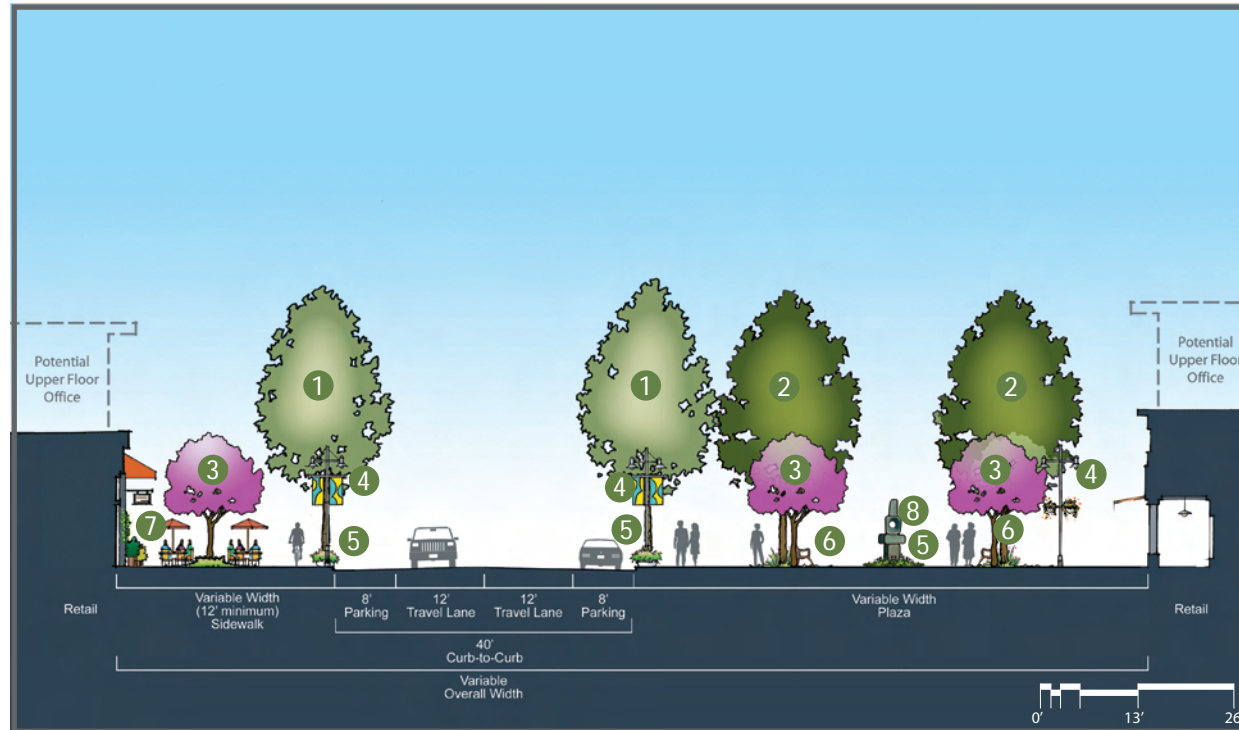 1
1
2
2
3
3
3
4
4
4
5
5
5
6
6
7
8
Potential
Upper Floor
Office
Potential
Upper Floor
Office
Retail
Variable Width
(12' minimum)
Sidewalk
8'
Parking
12'
Travel Lane
12'
Travel Lane
8'
Parking
Variable Width
Plaza
Retail
40'
Curb-to-Curb
Variable
Overall Width
0'
13'
26'